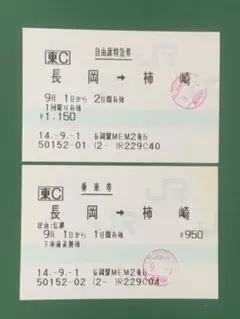 東C
自由席特急券
長岡 → 柿崎
9月 1日から 2日間有効
1回限り有効
¥1,150
14.-9.-1 長岡駅MEM2発行
50152-01 (2- )R229C40
東C
乗車券
長岡 → 柿崎
経由:信越
9月 1日から 1日間有効 ¥950
下車前途無効
14.-9.-1 長岡駅MEM2発行
50152-02 (2- )R229C04